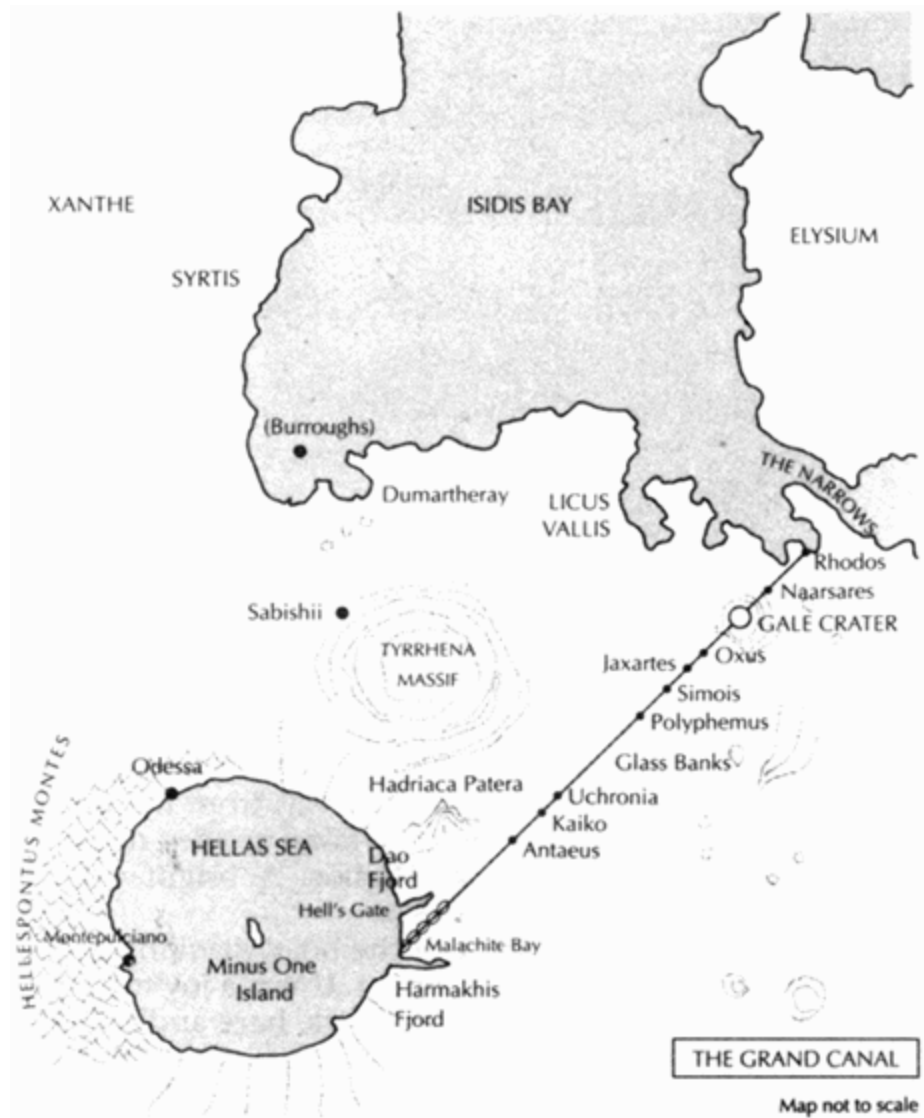 XANTHE
ISIDIS BAY
ELYSIUM
SYRTIS
(Burroughs)
THE NARROWS
Dumartheray
LICUS
VALLIS
Rhodos
Naarsares
Sabishii
GALE CRATER
TYRRHENA
MASSIF
Jaxartes
Oxus
Simois
Polyphemus
HELLESPONTUS MONTES
Odessa
Glass Banks
Hadriaca Patera
Uchronia
Kaiko
Antaeus
HELLAS SEA
Dao
Fjord
Hell's Gate
Montepulciano
Malachite Bay
Minus One
Island
Harmakhis
Fjord
THE GRAND CANAL
Map not to scale